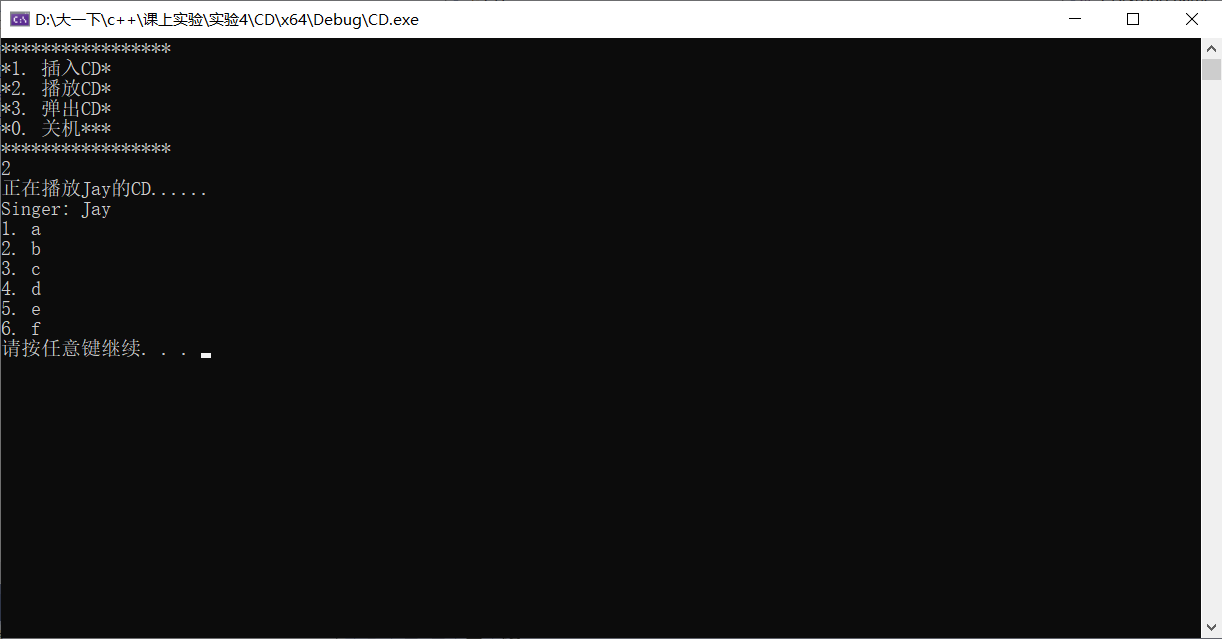 D:\大一下\c++\课上实验\实验4\CD\x64\Debug\CD.exe
*****************
*1. 插入CD*
*2. 播放CD*
*3. 弹出CD*
*0. 关机***
*****************
2
正在播放Jay的CD......
Singer: Jay
1. a
2. b
3. c
4. d
5. e
6. f
请按任意键继续. . .